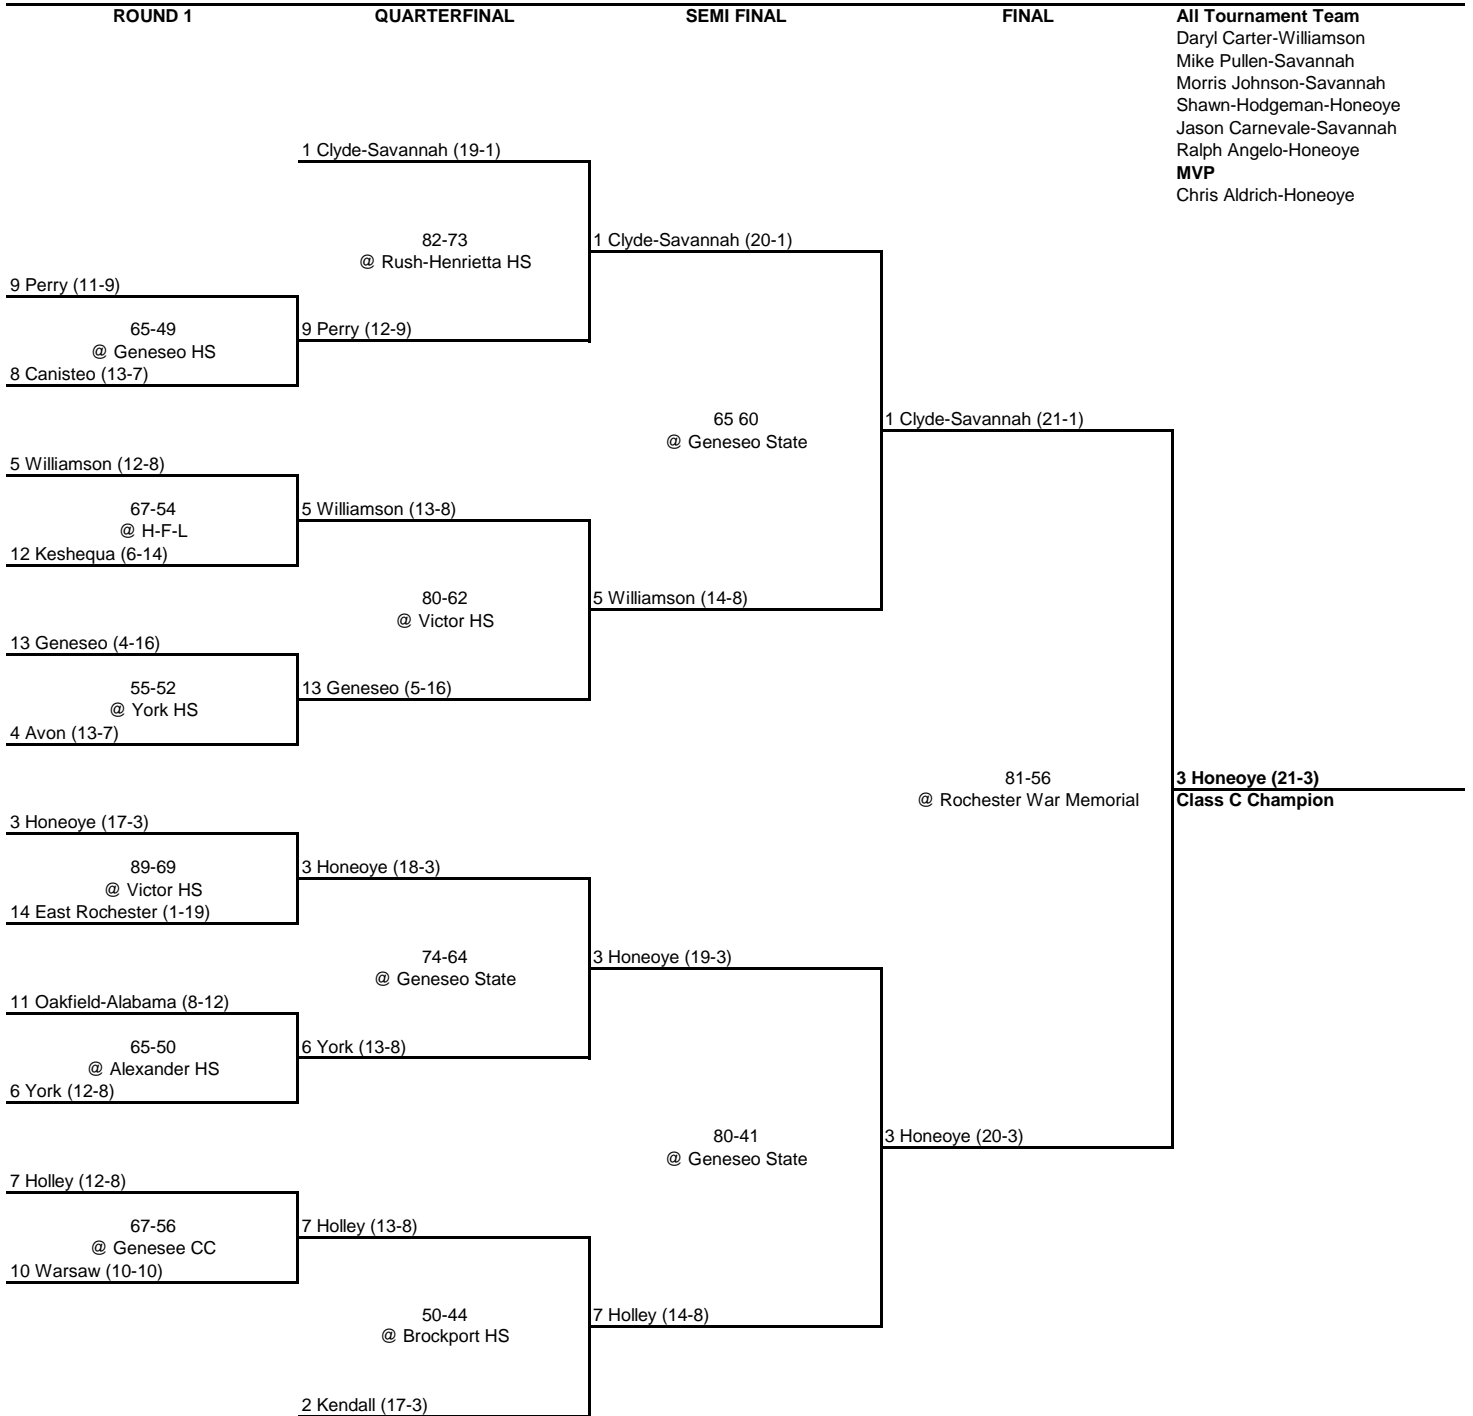 ROUND 1 QUARTERFINAL SEMI FINAL FINAL All Tournament Team
Daryl Carter-Williamson
Mike Pullen-Savannah
Morris Johnson-Savannah
Shawn-Hodgeman-Honeoye
Jason Carnevale-Savannah
Ralph Angelo-Honeoye
MVP
Chris Aldrich-Honeoye
1 Clyde-Savannah (19-1)
82-73
@ Rush-Henrietta HS
1 Clyde-Savannah (20-1)
9 Perry (11-9)
65-49
@ Geneseo HS
9 Perry (12-9)
8 Canisteo (13-7)
65 60
@ Geneseo State
1 Clyde-Savannah (21-1)
5 Williamson (12-8)
67-54
@ H-F-L
5 Williamson (13-8)
12 Keshequa (6-14)
80-62
@ Victor HS
5 Williamson (14-8)
13 Geneseo (4-16)
55-52
@ York HS
13 Geneseo (5-16)
4 Avon (13-7)
81-56
@ Rochester War Memorial
3 Honeoye (21-3)
Class C Champion
3 Honeoye (17-3)
89-69
@ Victor HS
3 Honeoye (18-3)
14 East Rochester (1-19)
74-64
@ Geneseo State
3 Honeoye (19-3)
11 Oakfield-Alabama (8-12)
65-50
@ Alexander HS
6 York (13-8)
6 York (12-8)
80-41
@ Geneseo State
3 Honeoye (20-3)
7 Holley (12-8)
67-56
@ Genesee CC
7 Holley (13-8)
10 Warsaw (10-10)
50-44
@ Brockport HS
7 Holley (14-8)
2 Kendall (17-3)